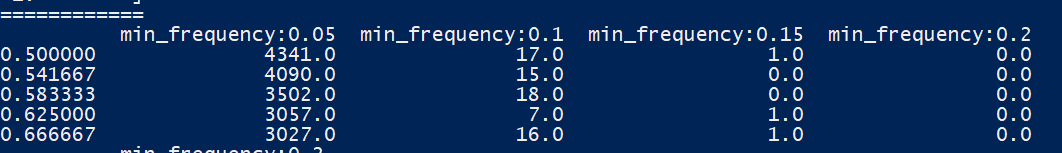 ============
min_frequency:0.05 min_frequency:0.1 min_frequency:0.15 min_frequency:0.2
0.500000 4341.0 17.0 1.0 0.0
0.541667 4090.0 15.0 0.0 0.0
0.583333 3502.0 18.0 0.0 0.0
0.625000 3057.0 7.0 1.0 0.0
0.666667 3027.0 16.0 1.0 0.0